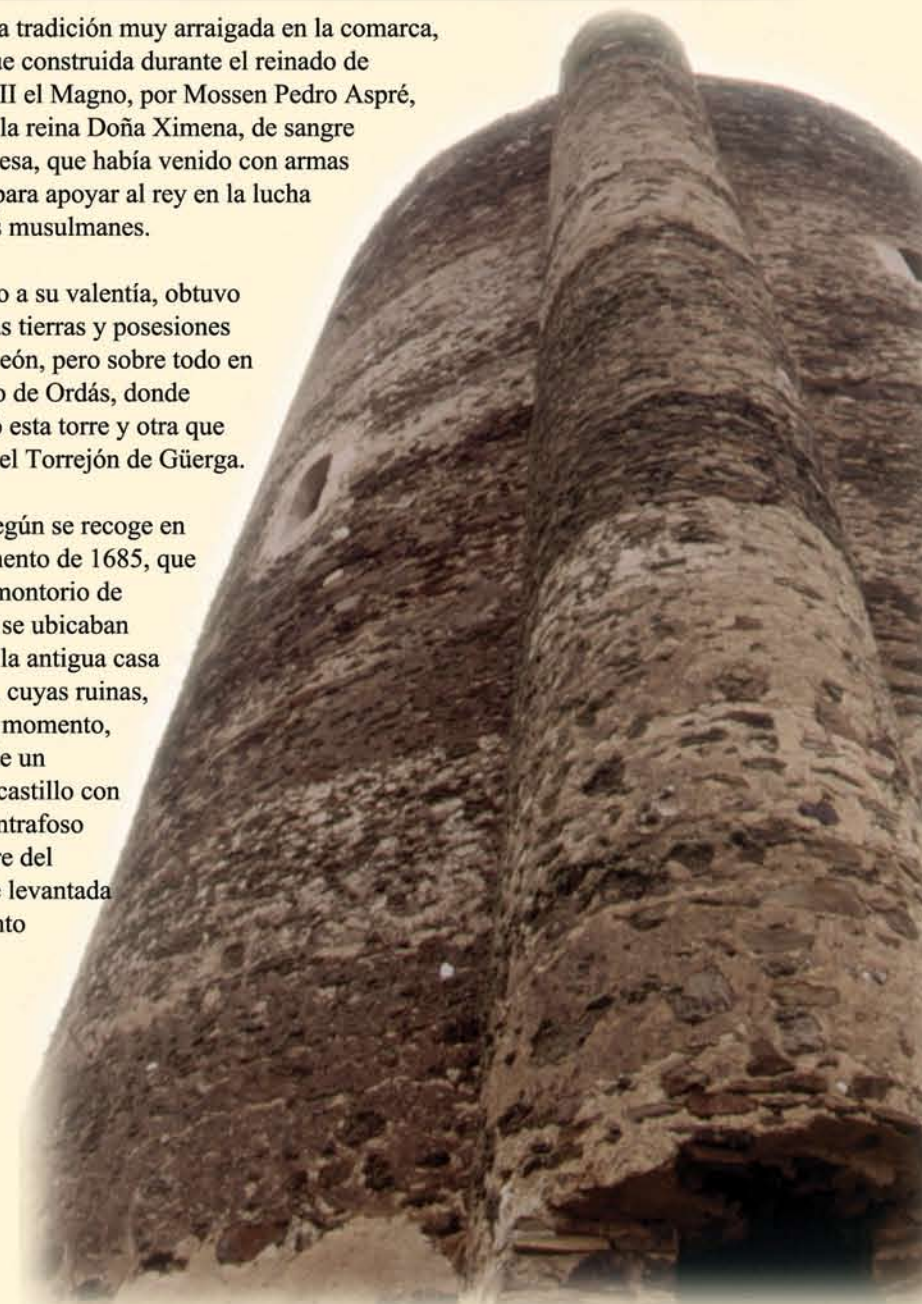 a tradición muy arraigada en la comarca,
ue construida durante el reinado de
II el Magno, por Mossen Pedro Aspré,
la reina Doña Ximena, de sangre
esa, que había venido con armas
para apoyar al rey en la lucha
s musulmanes.
o a su valentía, obtuvo
as tierras y posesiones
eón, pero sobre todo en
o de Ordás, donde
ó esta torre y otra que
el Torrejón de Güerga.
egún se recoge en
mento de 1685, que
montorio de
se ubicaban
la antigua casa
cuyas ruinas,
momento,
e un
castillo con
ntrafoso
re del
e levantada
nto